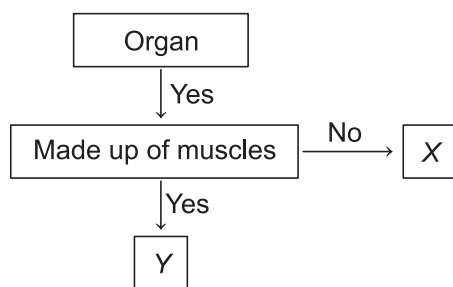 Organ
Yes
Made up of muscles
No
X
Yes
Y